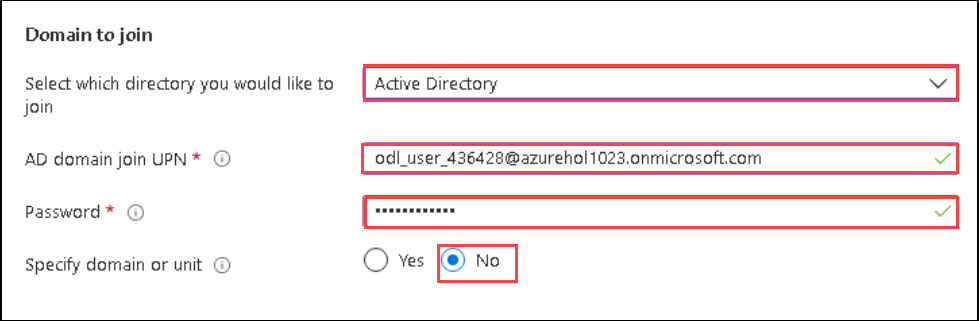 Domain to join
Select which directory you would like to
join
Active Directory
AD domain join UPN *
odl_user_436428@azurehol1023.onmicrosoft.com
Password *
••••••••••••
Specify domain or unit
Yes
No